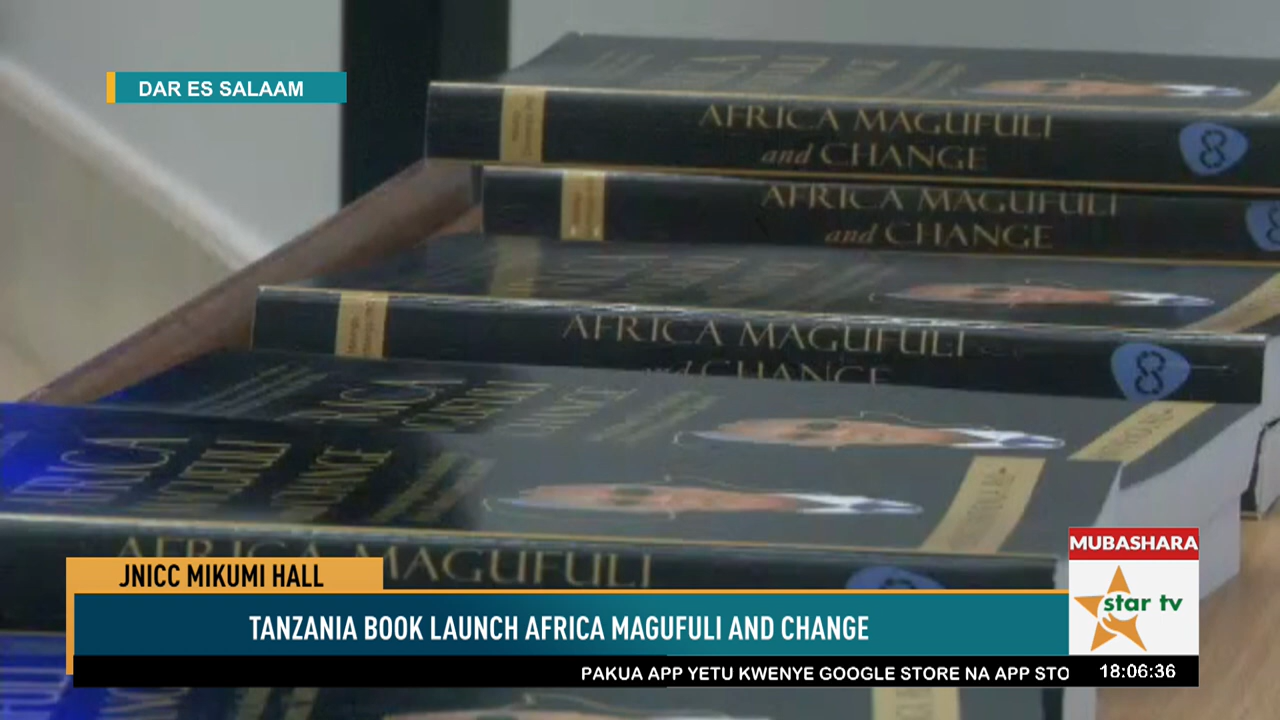 DAR ES SALAAM
AFRICA MAGUFULI
and CHANGE
AFRICA MAGUFULI
and CHANGE
AFRICA MAGUFULI
and CHANGE
AFRICA MAGUFULI
JNICC MIKUMI HALL
TANZANIA BOOK LAUNCH AFRICA MAGUFULI AND CHANGE
MUBASHARA
star tv
PAKUA APP YETU KWENYE GOOGLE STORE NA APP STO
18:06:36